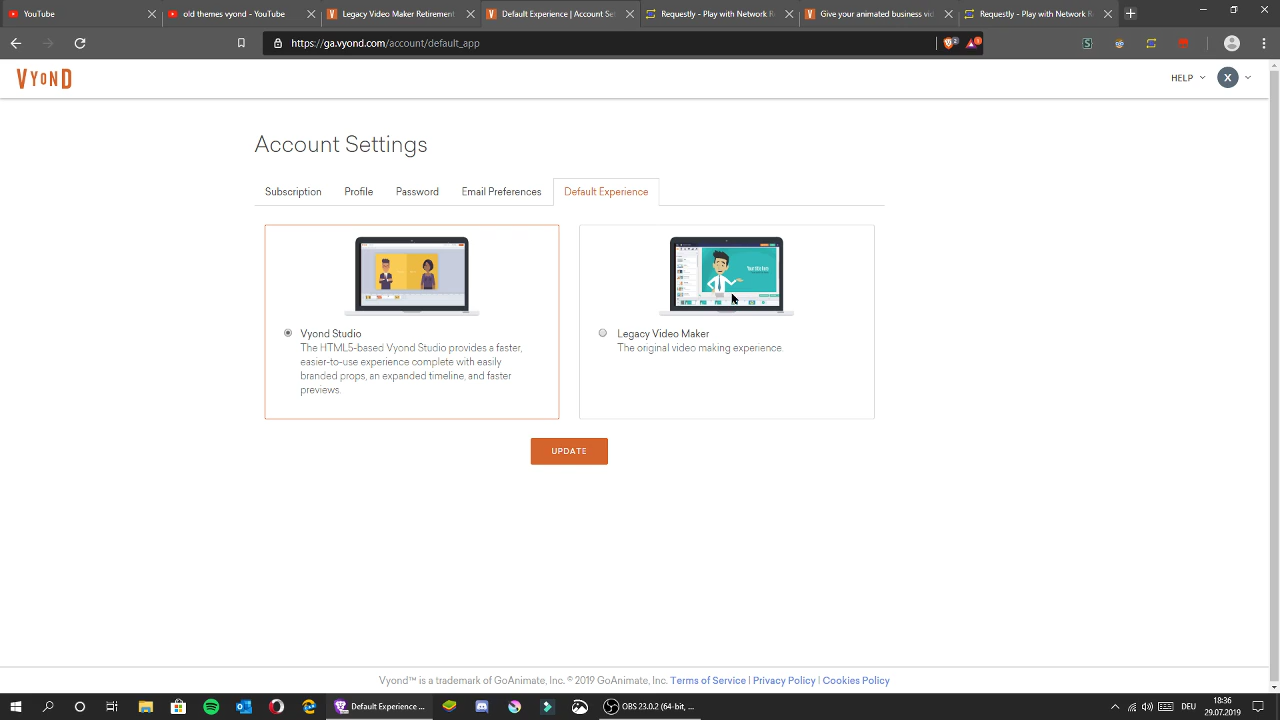 YouTube
old themes vyond - YouTube
Legacy Video Maker Retirement
Default Experience | Account Set
Requestly - Play with Network R
Give your animated business vid
Requestly - Play with Network R
https://ga.vyond.com/account/default_app
2
1
VYOND
HELP
X
Account Settings
Subscription
Profile
Password
Email Preferences
Default Experience
Vyond Studio
The HTML5-based Vyond Studio provides a faster,
easier-to-use experience complete with easily
branded props, an expanded timeline, and faster
previews.
Legacy Video Maker
The original video making experience.
UPDATE
Vyond™ is a trademark of GoAnimate, Inc. © 2019 GoAnimate, Inc. Terms of Service | Privacy Policy | Cookies Policy
Default Experience ...
OBS 23.0.2 (64-bit, ...
DEU
18:36
29.07.2019